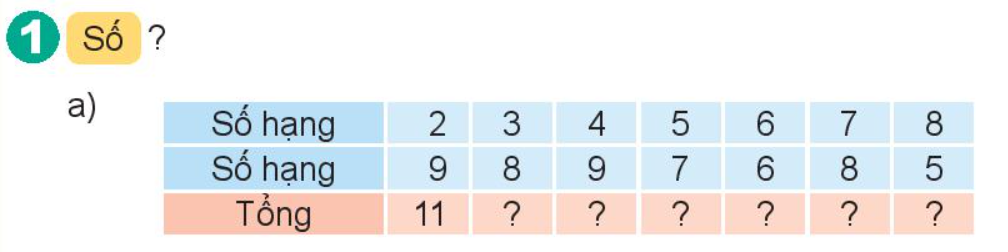 1 Số ?
a)
Số hạng 2 3 4 5 6 7 8
Số hạng 9 8 9 7 6 8 5
Tổng 11 ? ? ? ? ? ?